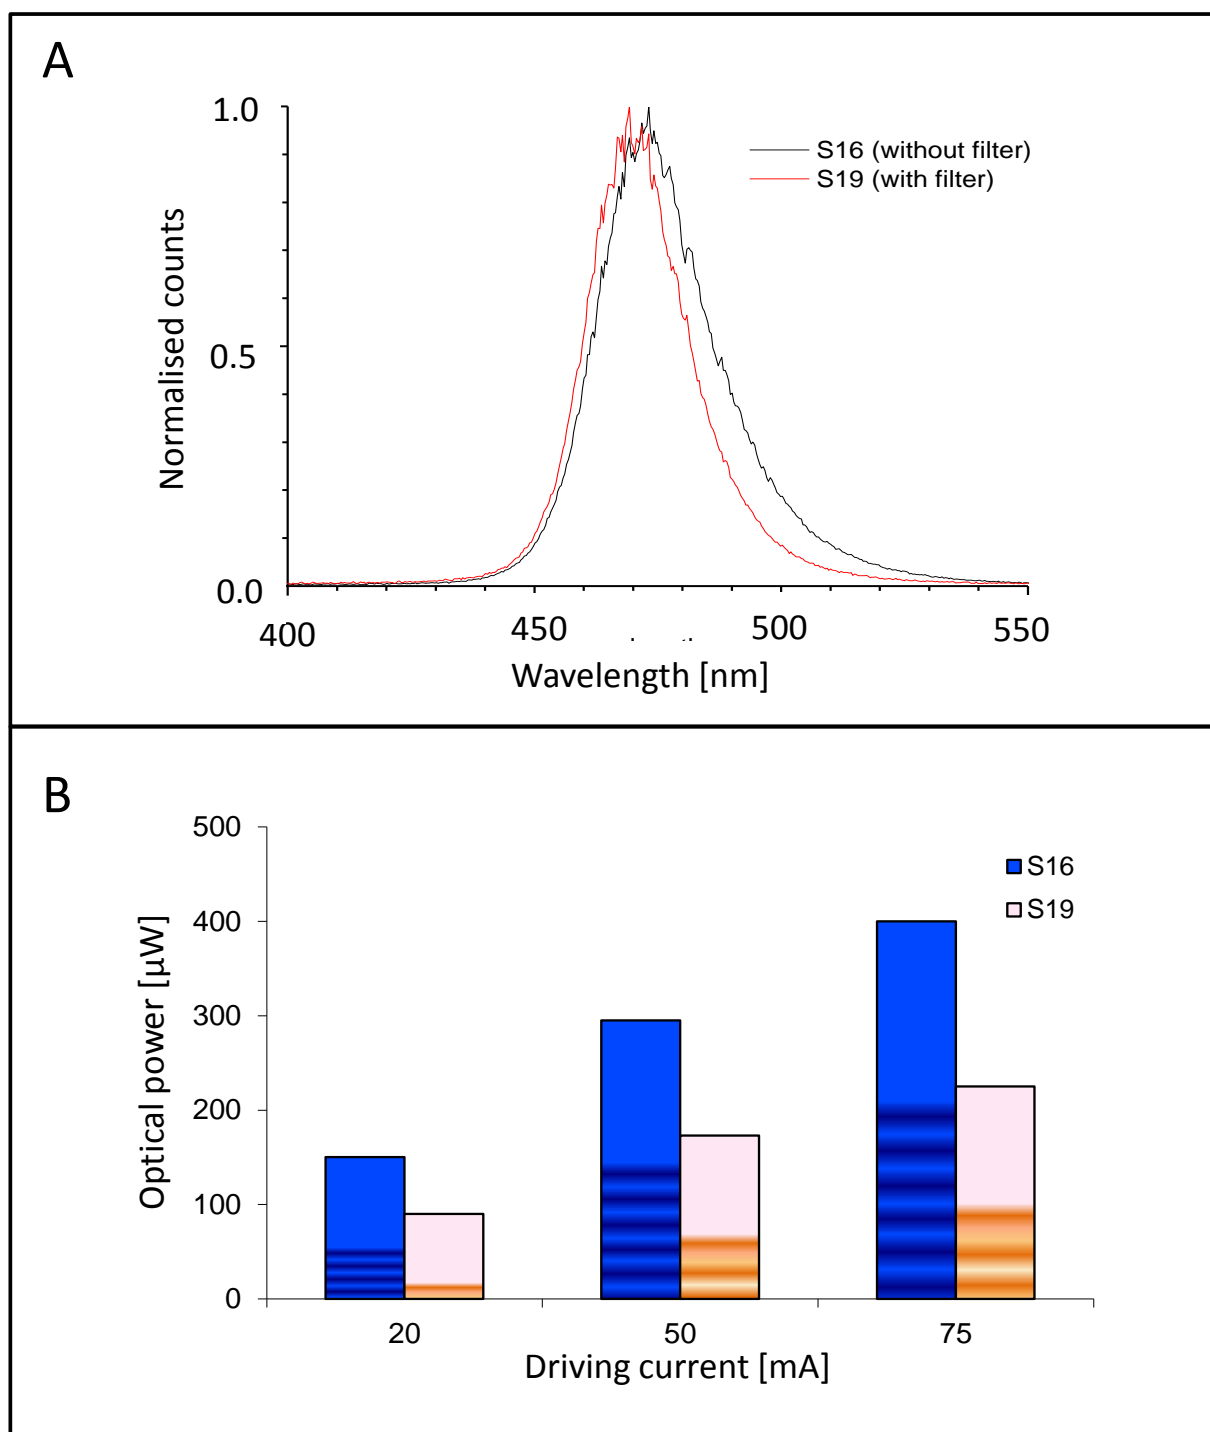 A
1.0
S16 (without filter)
S19 (with filter)
Normalised counts
0.5
0.0
400
450
500
550
Wavelength [nm]
B
500
S16
400
S19
Optical power [µW]
300
200
100
0
20
50
75
Driving current [mA]